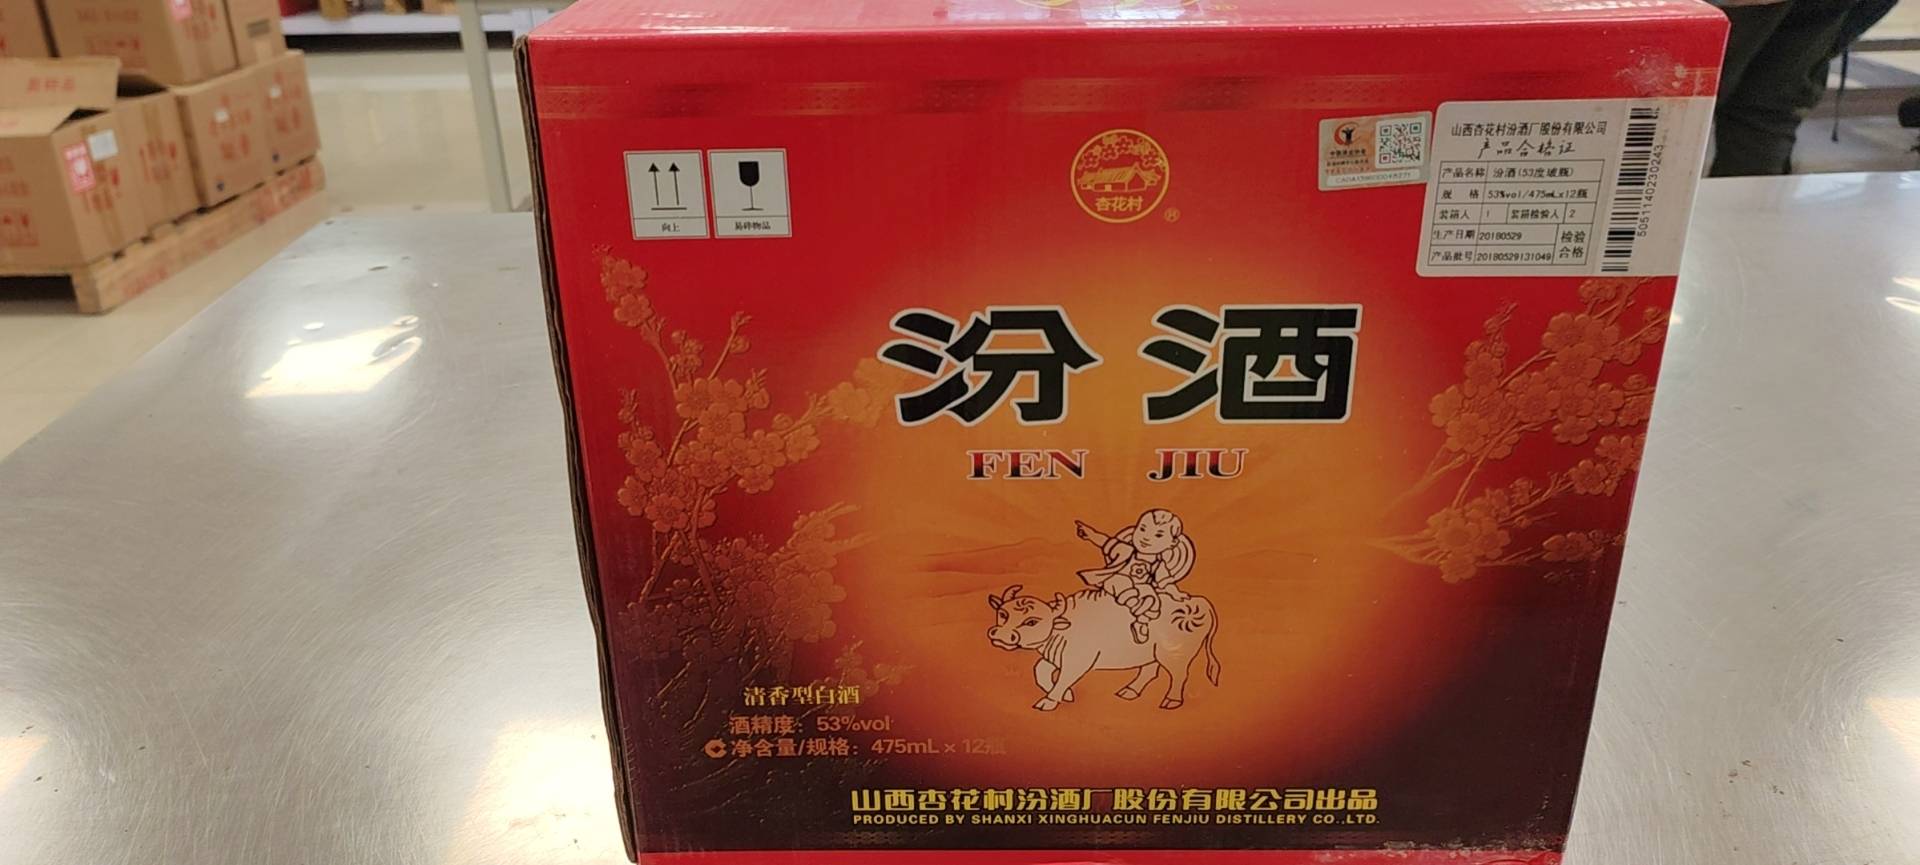 杏花村
®
向上
易碎物品
山西杏花村汾酒厂股份有限公司
产品合格证
产品名称 汾酒(53度玻瓶)
规 格 53%vol/475mLx12瓶
装箱人 1 装箱检验人 2
生产日期 20180529 检验
产品批号 20180529131049 合格
汾酒
FEN JIU
清香型白酒
酒精度：53%vol
净含量/规格：475mL×12瓶
山西杏花村汾酒厂股份有限公司出品
PRODUCED BY SHANXI XINGHUACUN FENJIU DISTILLERY CO.,LTD.